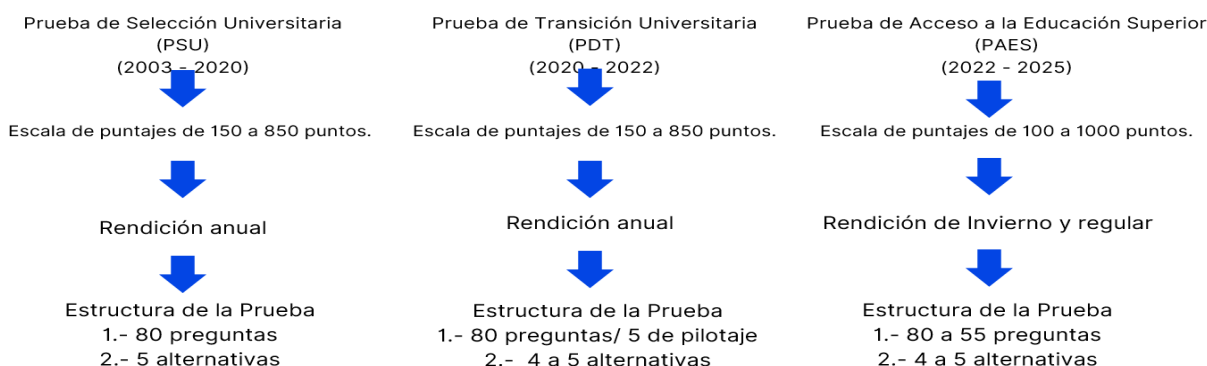 Prueba de Selección Universitaria
(PSU)
(2003 - 2020)
Escala de puntajes de 150 a 850 puntos.
Rendición anual
Estructura de la Prueba
1.- 80 preguntas
2.- 5 alternativas
Prueba de Transición Universitaria
(PDT)
(2020 - 2022)
Escala de puntajes de 150 a 850 puntos.
Rendición anual
Estructura de la Prueba
1.- 80 preguntas/ 5 de pilotaje
2.- 4 a 5 alternativas
Prueba de Acceso a la Educación Superior
(PAES)
(2022 - 2025)
Escala de puntajes de 100 a 1000 puntos.
Rendición de Invierno y regular
Estructura de la Prueba
1.- 80 a 55 preguntas
2.- 4 a 5 alternativas